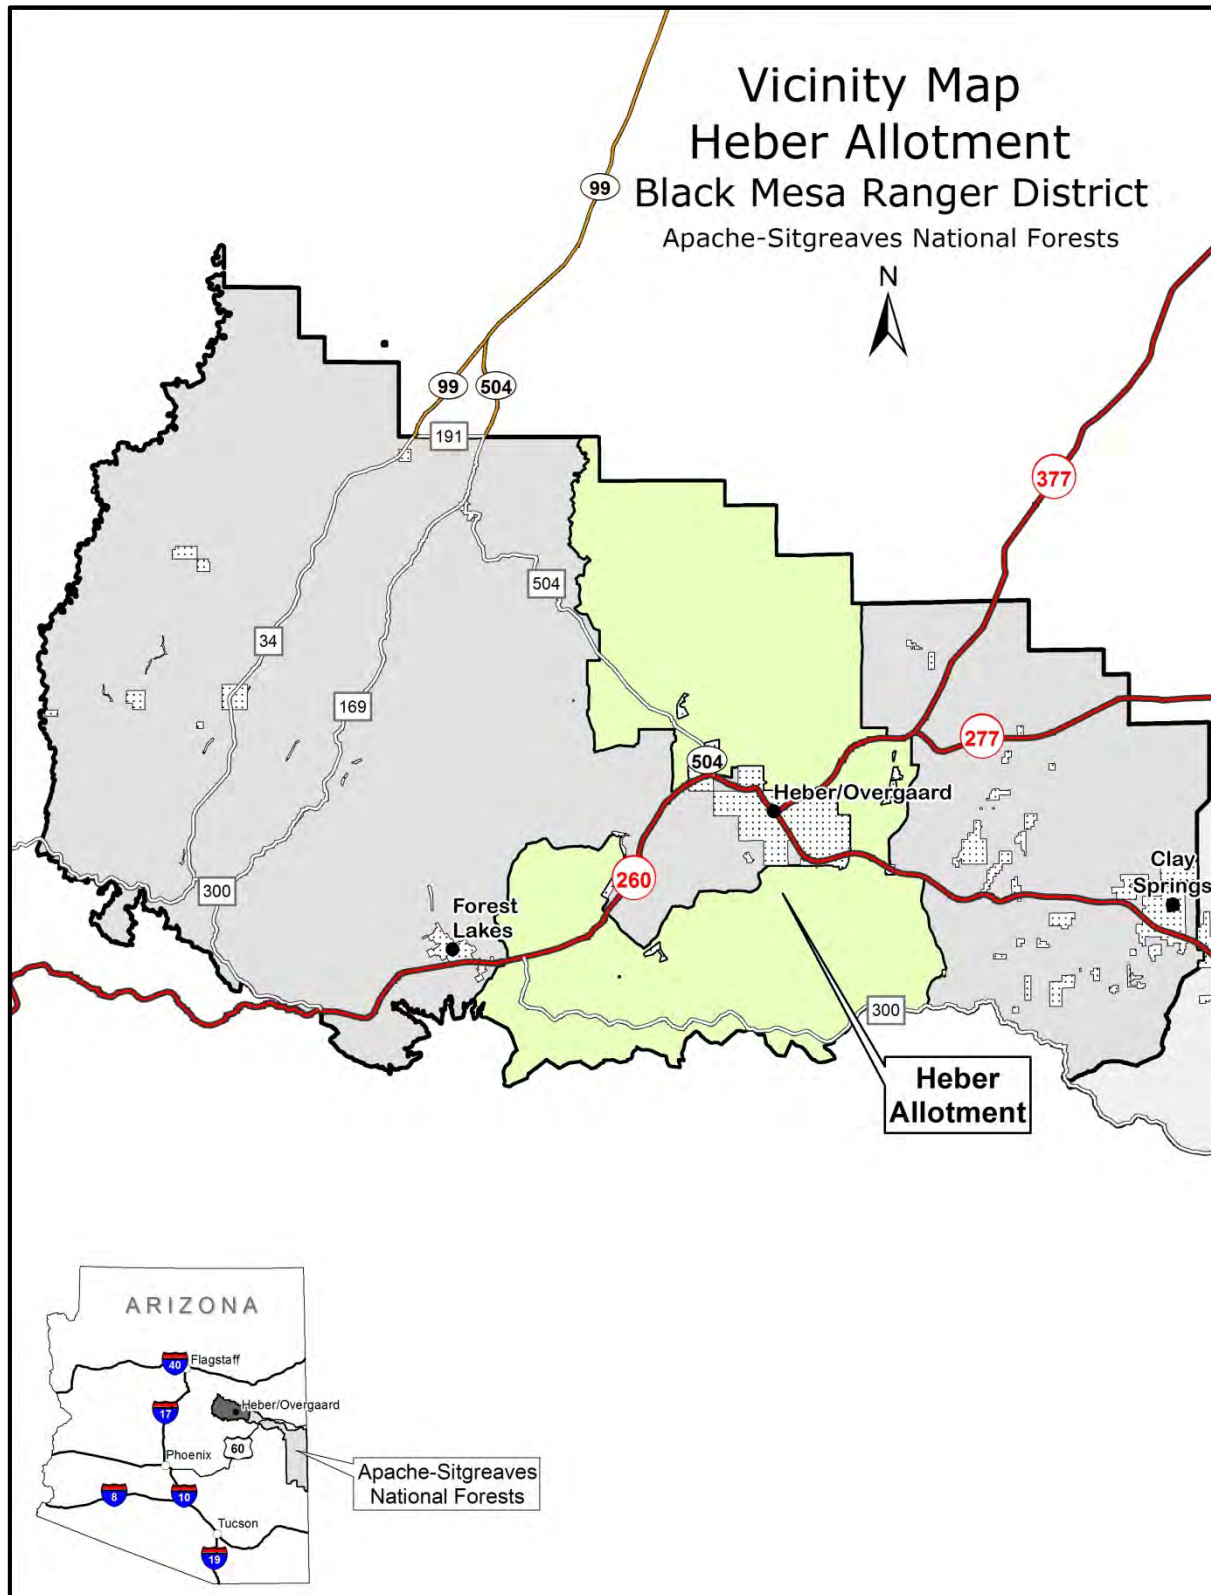 Vicinity Map
Heber Allotment
Black Mesa Ranger District
Apache-Sitgreaves National Forests
N
99
99
504
191
377
504
34
169
277
504
Heber/Overgaard
260
Clay
Springs
300
Forest
Lakes
300
Heber
Allotment
ARIZONA
40
Flagstaff
17
Heber/Overgaard
60
Phoenix
Apache-Sitgreaves
National Forests
8
10
Tucson
19